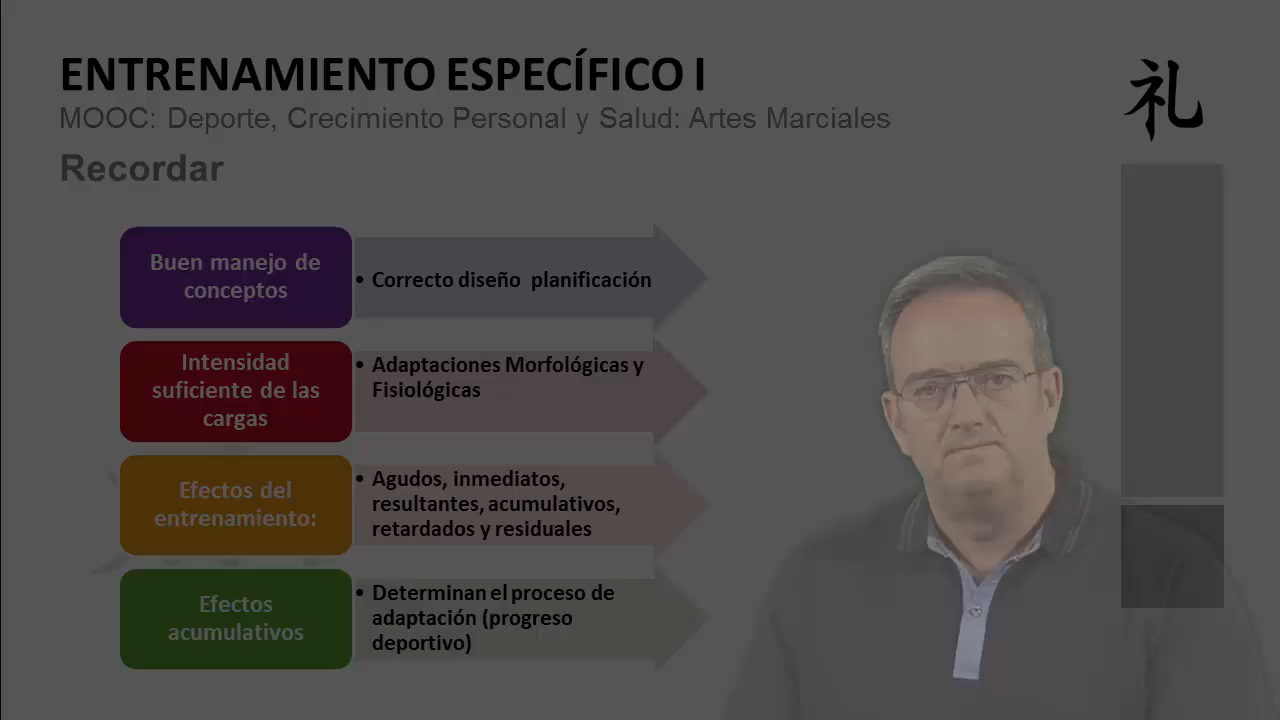 ENTRENAMIENTO ESPECÍFICO I
MOOC: Deporte, Crecimiento Personal y Salud: Artes Marciales
礼
Recordar
Buen manejo de
conceptos
• Correcto diseño planificación
Intensidad
suficiente de las
cargas
• Adaptaciones Morfológicas y
Fisiológicas
Efectos del
entrenamiento:
• Agudos, inmediatos,
resultantes, acumulativos,
retardados y residuales
Efectos
acumulativos
• Determinan el proceso de
adaptación (progreso
deportivo)